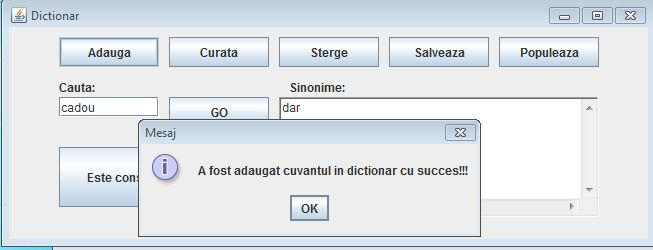 Dictionar
Adauga
Curata
Sterge
Salveaza
Populeaza
Cauta:
Sinonime:
cadou
GO
dar
Mesaj
A fost adaugat cuvantul in dictionar cu succes!!!
Este cons
OK